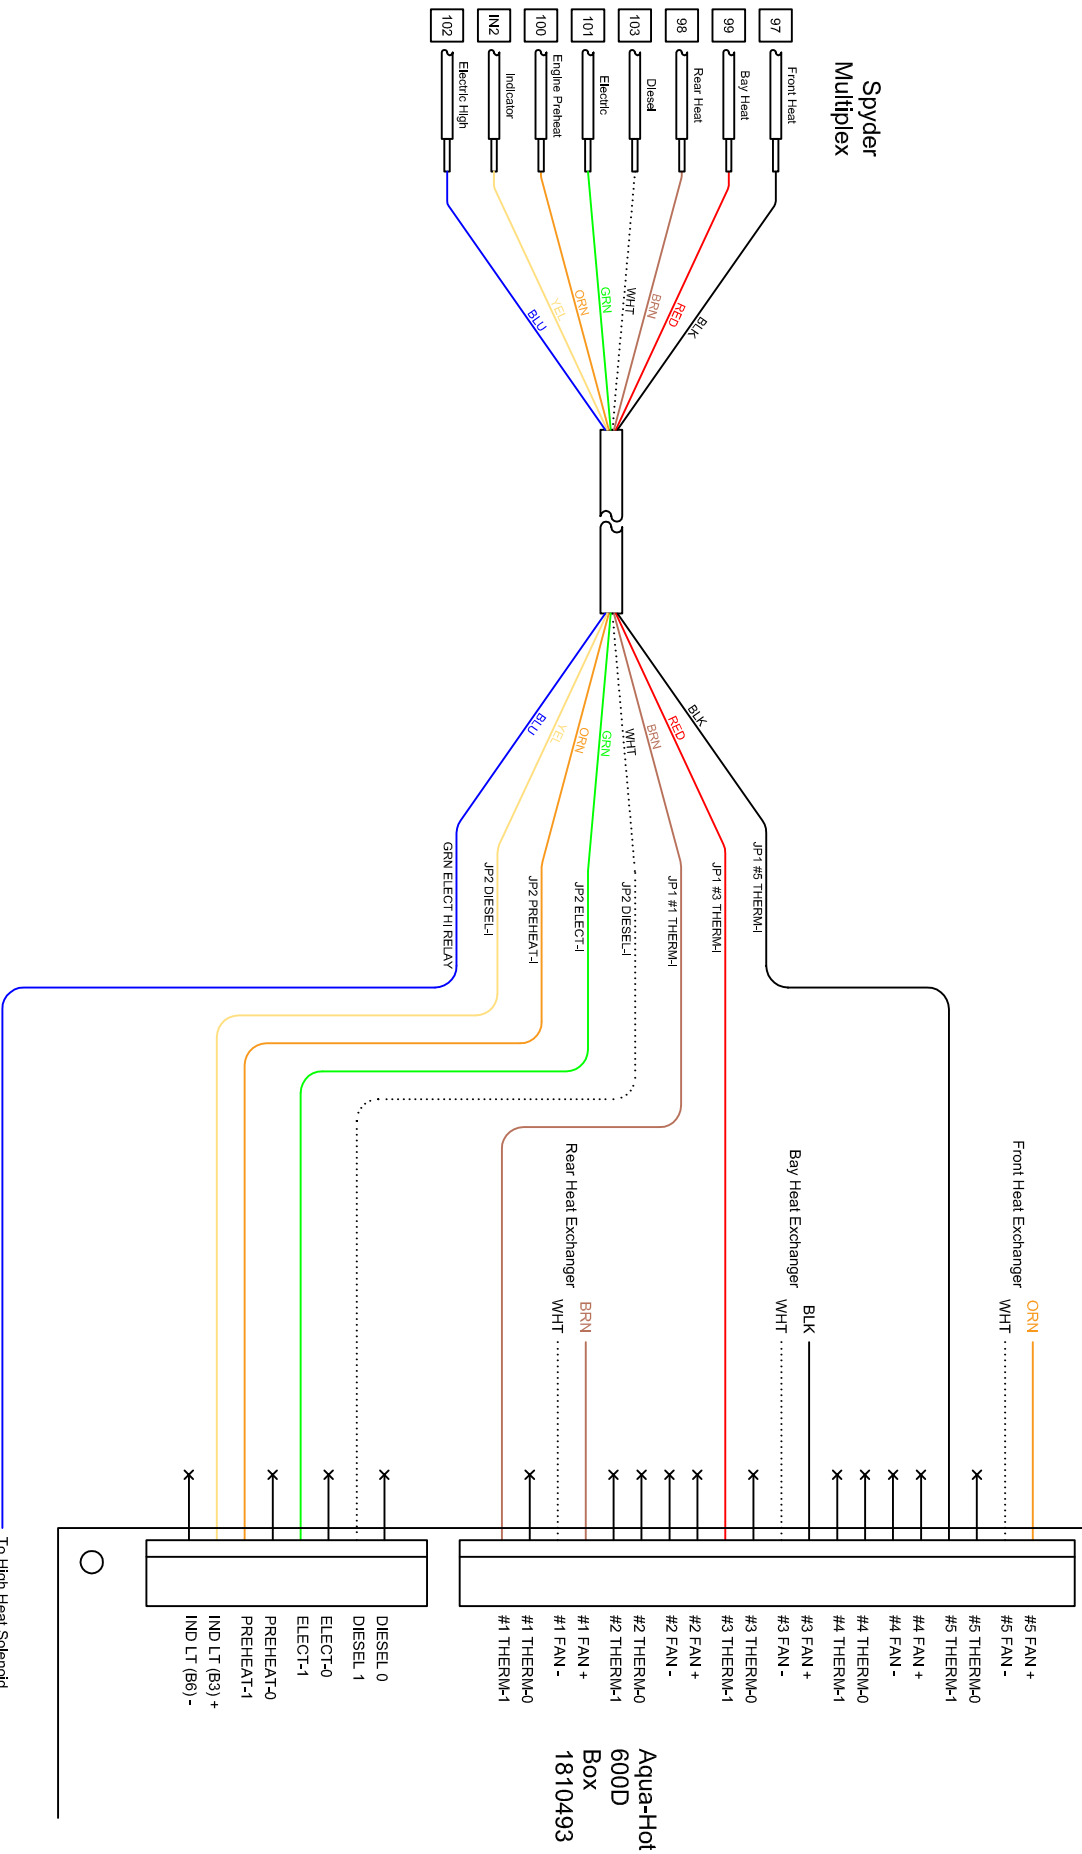 Spyder
Multiplex
97
Front Heat
99
Bay Heat
98
Rear Heat
103
Diesel
101
Electric
100
Engine Preheat
IN2
Indicator
102
Electric High
BLK
RED
BRN
WHT
GRN
ORN
YEL
BLU
BLK
RED
BRN
WHT
GRN
ORN
YEL
BLU
JP1 #5 THERM-I
JP1 #3 THERM-I
JP1 #1 THERM-I
JP2 DIESEL-I
JP2 ELECT-I
JP2 PREHEAT-I
JP2 DIESEL-I
GRN ELECT HI RELAY
Front Heat Exchanger
ORN
WHT
Bay Heat Exchanger
BLK
WHT
Rear Heat Exchanger
BRN
WHT
#5 FAN +
#5 FAN -
#5 THERM-0
#5 THERM-1
#4 FAN +
#4 FAN -
#4 THERM-0
#4 THERM-1
#3 FAN +
#3 FAN -
#3 THERM-0
#3 THERM-1
#2 FAN +
#2 FAN -
#2 THERM-0
#2 THERM-1
#1 FAN +
#1 FAN -
#1 THERM-0
#1 THERM-1
DIESEL 0
DIESEL 1
ELECT-0
ELECT-1
PREHEAT-0
PREHEAT-1
IND LT (B3) +
IND LT (B6) -
To High Heat Solenoid
Aqua-Hot
600D
Box
1810493